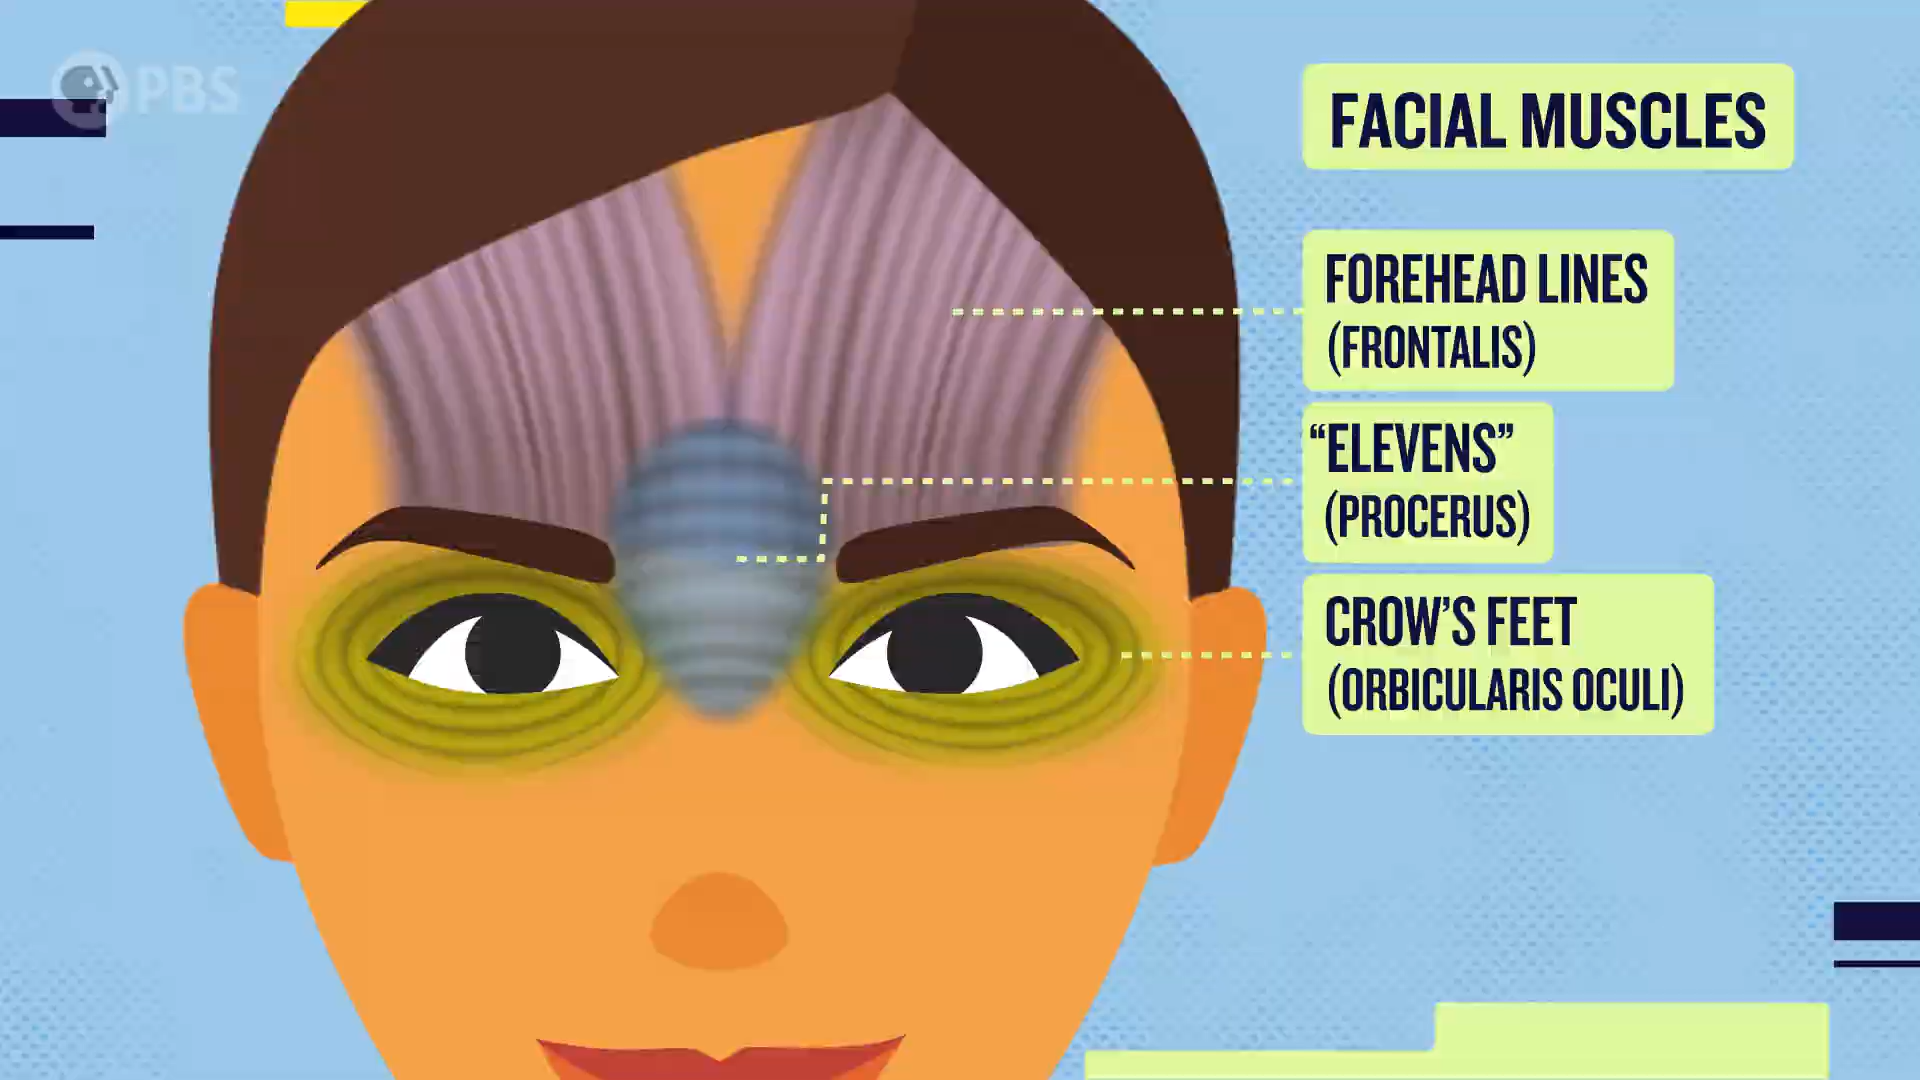 PBS
FACIAL MUSCLES
FOREHEAD LINES
(FRONTALIS)
“ELEVENS”
(PROCERUS)
CROW’S FEET
(ORBICULARIS OCULI)